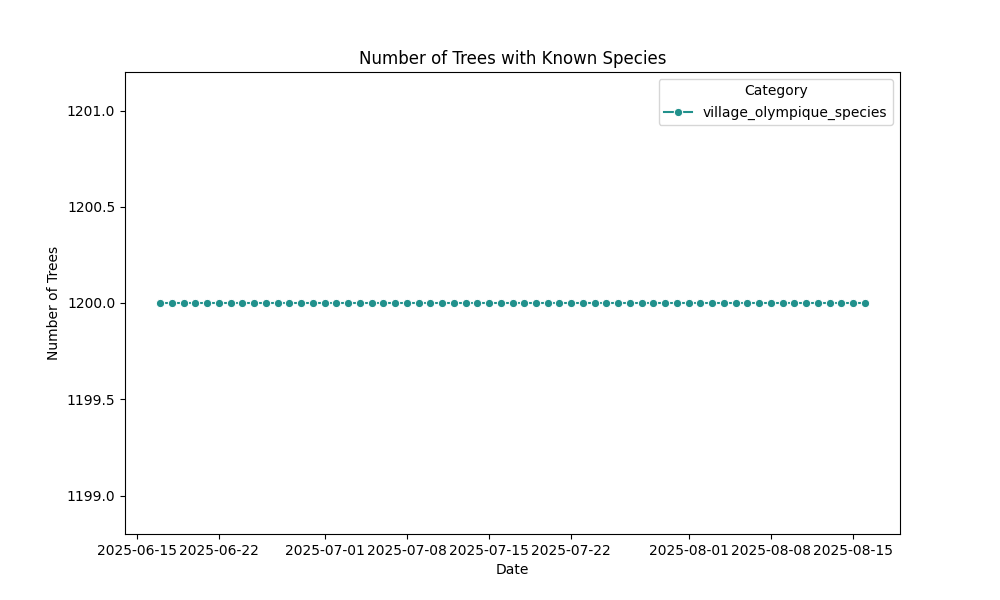 Number of Trees with Known Species
Category
village_olympique_species
1201.0
1200.5
1200.0
1199.5
1199.0
Number of Trees
2025-06-15 2025-06-22 2025-07-01 2025-07-08 2025-07-15 2025-07-22 2025-08-01 2025-08-08 2025-08-15
Date